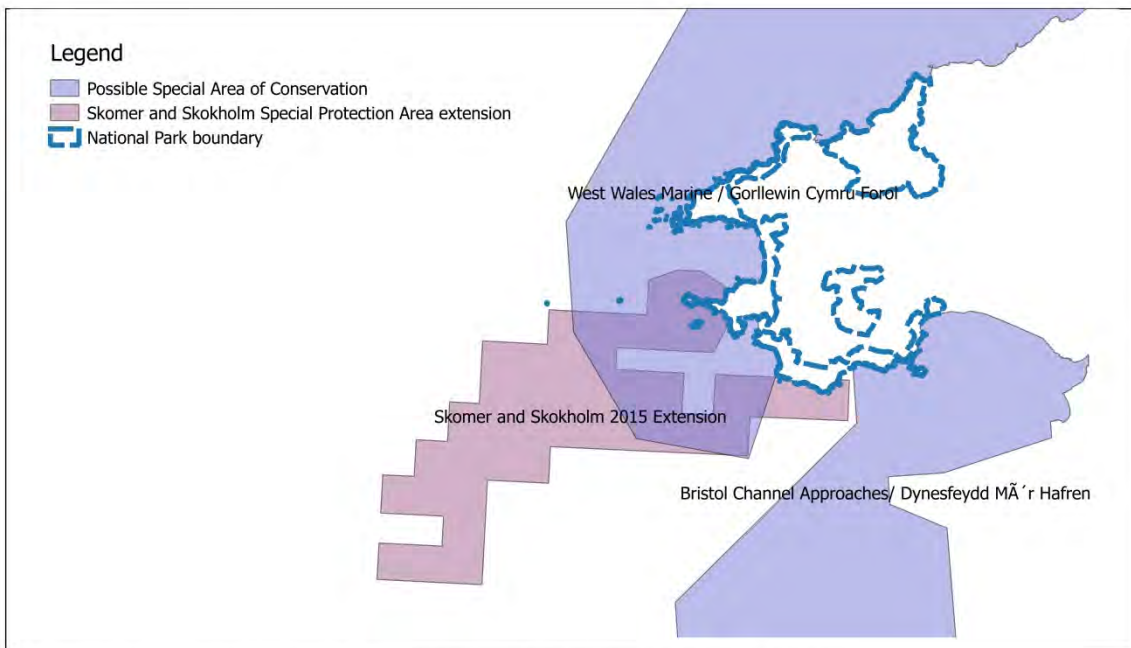 Legend
Possible Special Area of Conservation
Skomer and Skokholm Special Protection Area extension
National Park boundary
West Wales Marine / Gorllewin Cymru Forol
Skomer and Skokholm 2015 Extension
Bristol Channel Approaches/ Dynesfeydd MÃ´r Hafren